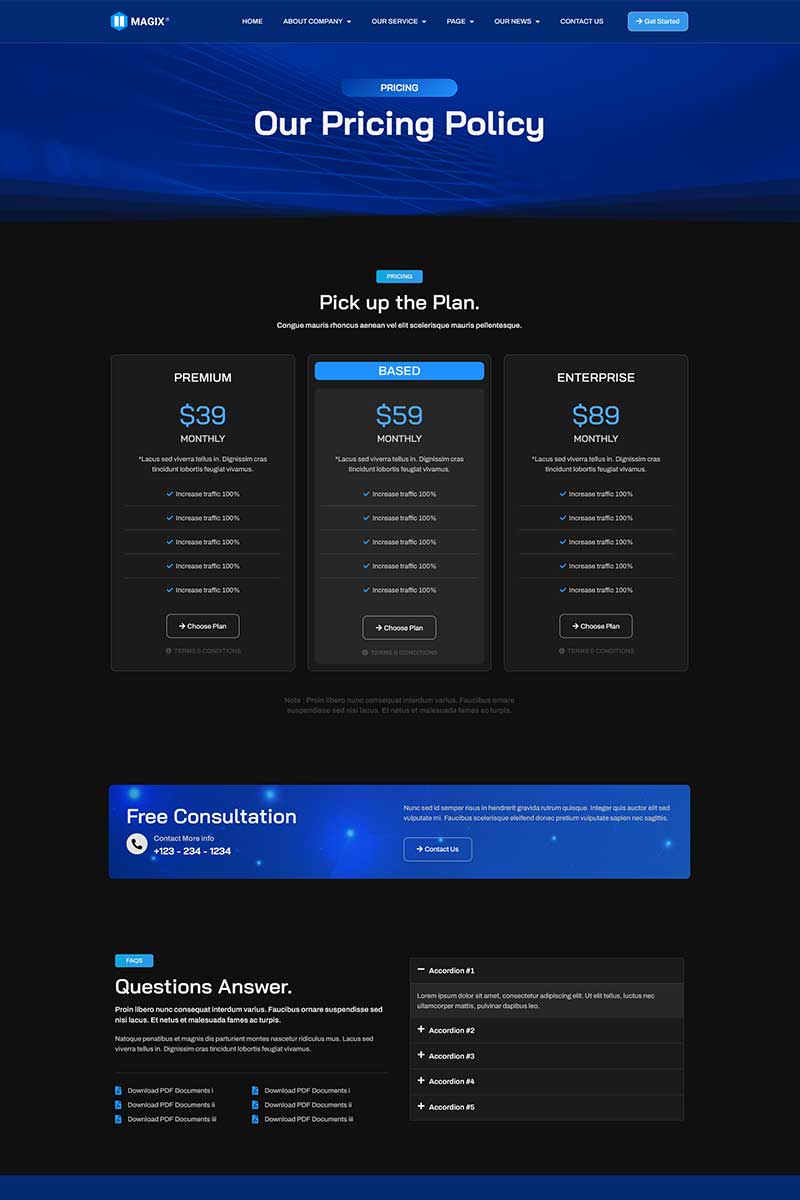 MAGIX®
HOME
ABOUT COMPANY
OUR SERVICE
PAGE
OUR NEWS
CONTACT US
Get Started
PRICING
Our Pricing Policy
PRICING
Pick up the Plan.
Congue mauris rhoncus aenean vel elit scelerisque mauris pellentesque.
PREMIUM
$39
MONTHLY
*Lacus sed viverra tellus in. Dignissim cras
tincidunt lobortis feugiat vivamus.
Increase traffic 100%
Increase traffic 100%
Increase traffic 100%
Increase traffic 100%
Increase traffic 100%
Choose Plan
TERMS & CONDITIONS
BASED
$59
MONTHLY
*Lacus sed viverra tellus in. Dignissim cras
tincidunt lobortis feugiat vivamus.
Increase traffic 100%
Increase traffic 100%
Increase traffic 100%
Increase traffic 100%
Increase traffic 100%
Choose Plan
TERMS & CONDITIONS
ENTERPRISE
$89
MONTHLY
*Lacus sed viverra tellus in. Dignissim cras
tincidunt lobortis feugiat vivamus.
Increase traffic 100%
Increase traffic 100%
Increase traffic 100%
Increase traffic 100%
Increase traffic 100%
Choose Plan
TERMS & CONDITIONS
Note : Proin libero nunc consequat interdum varius. Faucibus ornare
suspendisse sed nisi lacus. Et netus et malesuada fames ac turpis.
Free Consultation
Contact More info
+123 - 234 - 1234
Nunc sed id semper risus in hendrerit gravida rutrum quisque. Integer quis auctor elit sed
vulputate mi. Faucibus scelerisque eleifend donec pretium vulputate sapien nec sagittis.
Contact Us
FAQS
Questions Answer.
Proin libero nunc consequat interdum varius. Faucibus ornare suspendisse sed
nisi lacus. Et netus et malesuada fames ac turpis.
Natoque penatibus et magnis dis parturient montes nascetur ridiculus mus. Lacus sed
viverra tellus in. Dignissim cras tincidunt lobortis feugiat vivamus.
Download PDF Documents i
Download PDF Documents ii
Download PDF Documents iii
Download PDF Documents i
Download PDF Documents ii
Download PDF Documents iii
Accordion #1
Lorem ipsum dolor sit amet, consectetur adipiscing elit. Ut elit tellus, luctus nec
ullamcorper mattis, pulvinar dapibus leo.
Accordion #2
Accordion #3
Accordion #4
Accordion #5